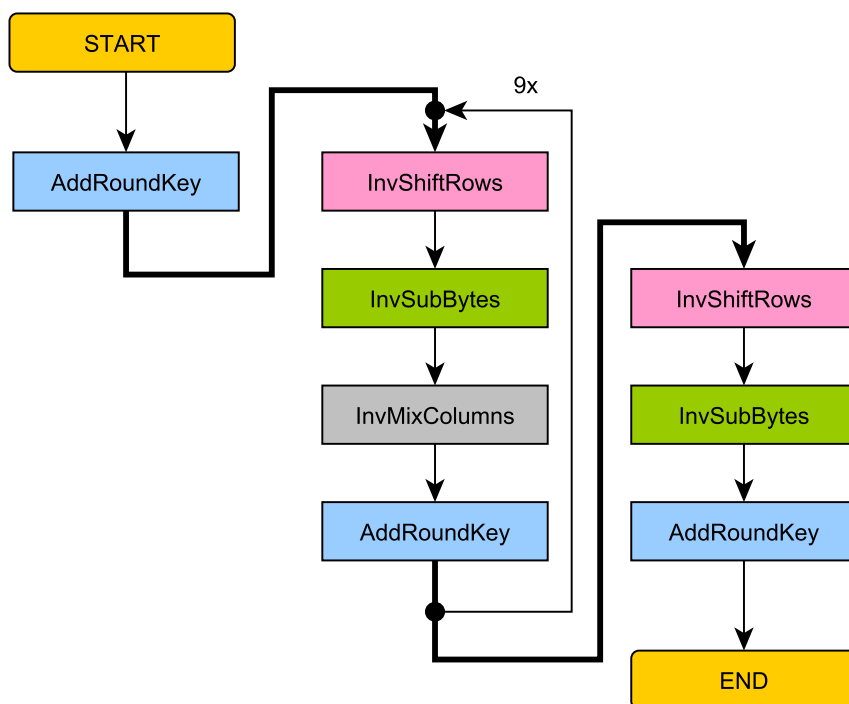 START
AddRoundKey
9x
InvShiftRows
InvSubBytes
InvMixColumns
AddRoundKey
InvShiftRows
InvSubBytes
AddRoundKey
END